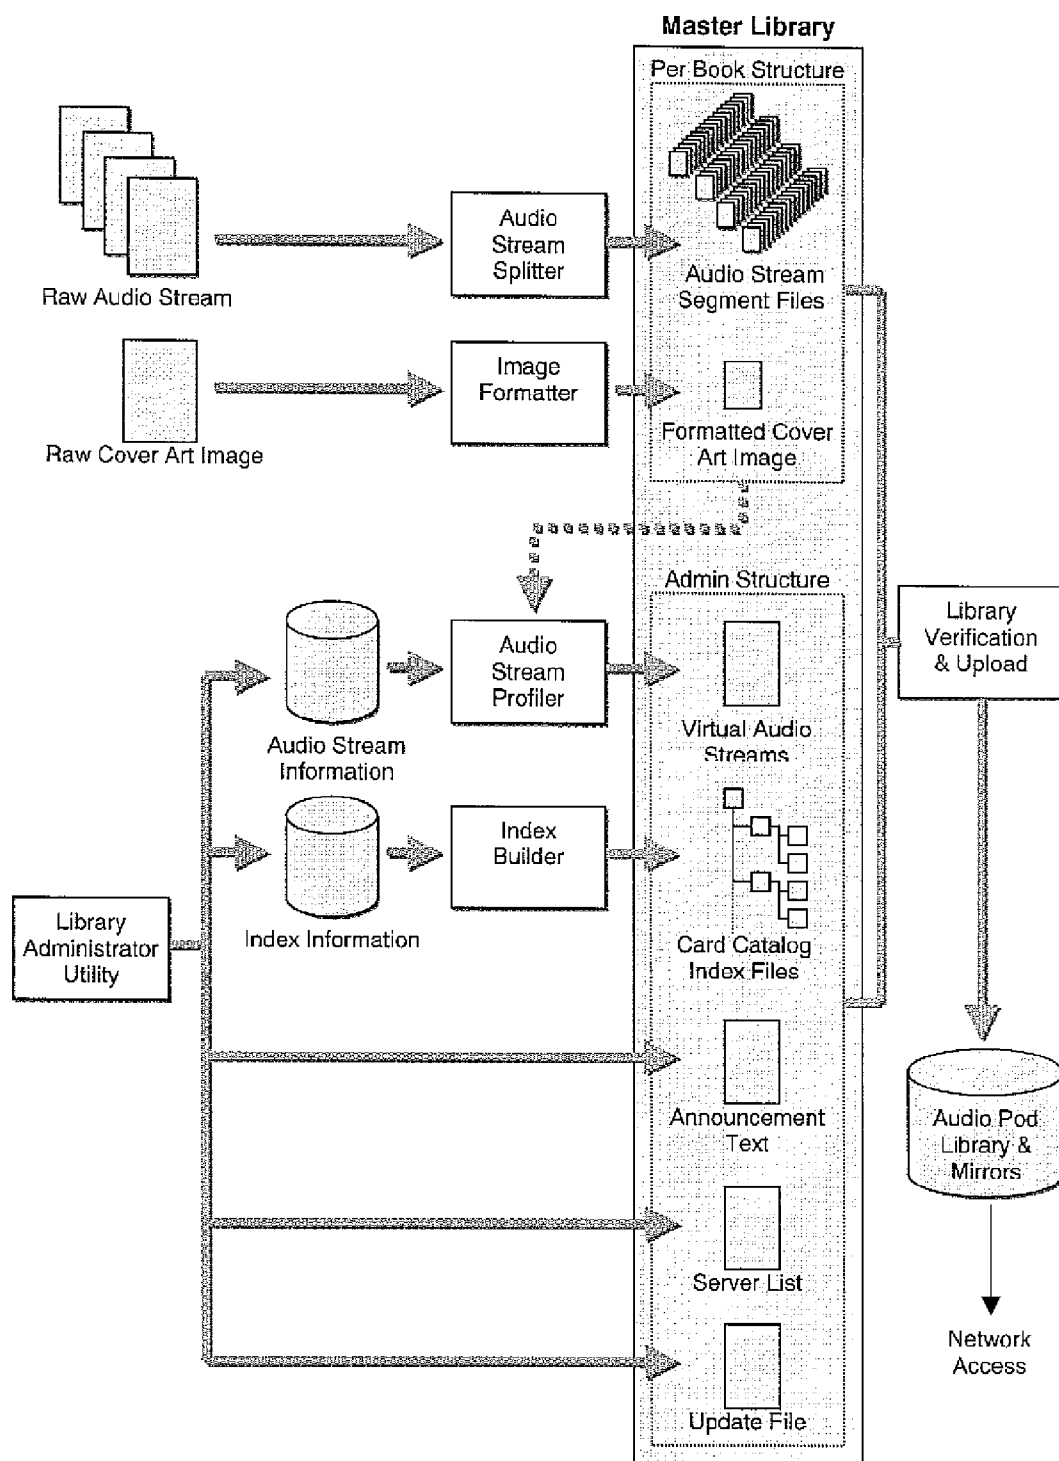 Master Library
Per Book Structure
Raw Audio Stream
Audio
Stream
Splitter
Audio Stream
Segment Files
Raw Cover Art Image
Image
Formatter
Formatted Cover
Art Image
Admin Structure
Audio Stream
Information
Audio
Stream
Profiler
Virtual Audio
Streams
Library
Verification
& Upload
Index Information
Index
Builder
Card Catalog
Index Files
Library
Administrator
Utility
Announcement
Text
Audio Pod
Library &
Mirrors
Server List
Network
Access
Update File